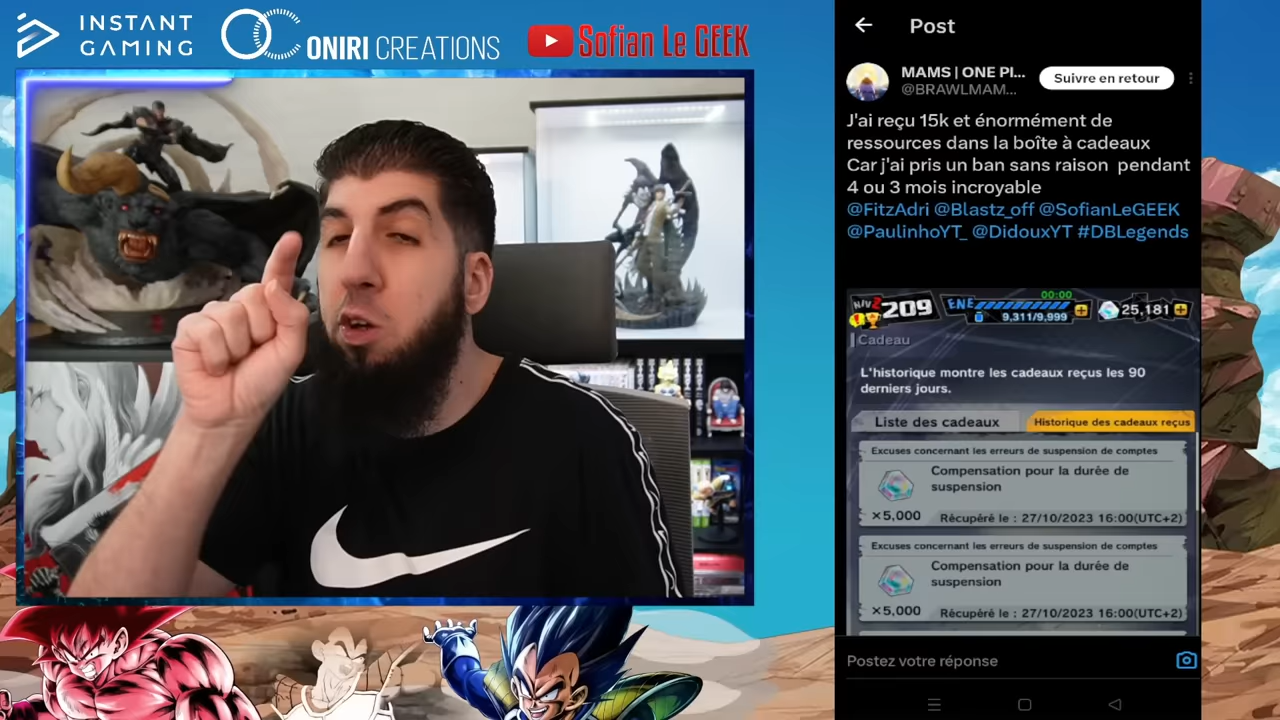 INSTANT
GAMING
ONIRI CREATIONS
Sofian Le GEEK
Post
MAMS | ONE PI...
@BRAWLMAM...
Suivre en retour
J'ai reçu 15k et énormément de
ressources dans la boîte à cadeaux
Car j'ai pris un ban sans raison pendant
4 ou 3 mois incroyable
@FitzAdri @Blastz_off @SofianLeGEEK
@PaulinhoYT_ @DidouxYT #DBLegends
NIV 209
ENE
00:00
9,311/9,999
25,181
Cadeau
L'historique montre les cadeaux reçus les 90
derniers jours.
Liste des cadeaux
Historique des cadeaux reçus
Excuses concernant les erreurs de suspension de comptes
Compensation pour la durée de
suspension
×5,000
Récupéré le : 27/10/2023 16:00(UTC+2)
Excuses concernant les erreurs de suspension de comptes
Compensation pour la durée de
suspension
×5,000
Récupéré le : 27/10/2023 16:00(UTC+2)
Postez votre réponse